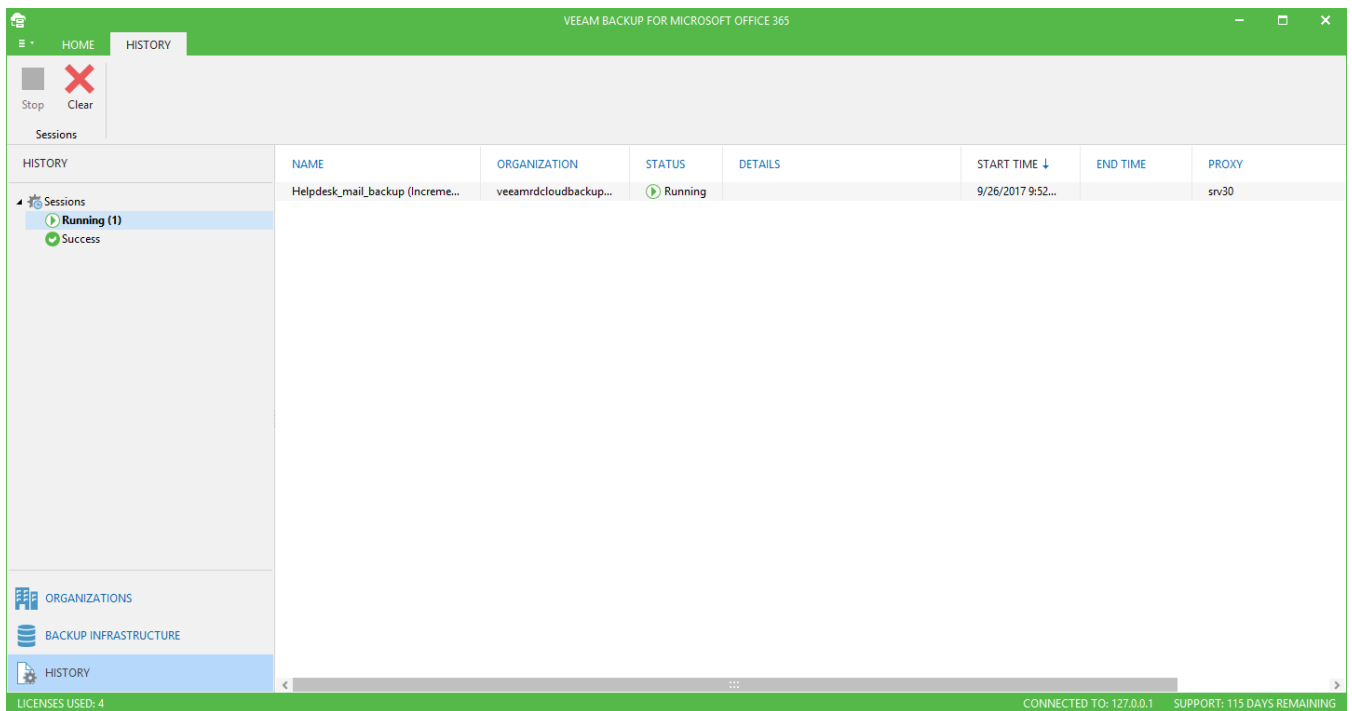 VEEAM BACKUP FOR MICROSOFT OFFICE 365
HOME HISTORY
Stop Clear
Sessions
HISTORY
NAME ORGANIZATION STATUS DETAILS START TIME END TIME PROXY
Helpdesk_mail_backup (Increme... veeamrdcloudbackup... Running 9/26/2017 9:52... srv30
Sessions
Running (1)
Success
ORGANIZATIONS
BACKUP INFRASTRUCTURE
HISTORY
LICENSES USED: 4 CONNECTED TO: 127.0.0.1 SUPPORT: 115 DAYS REMAINING